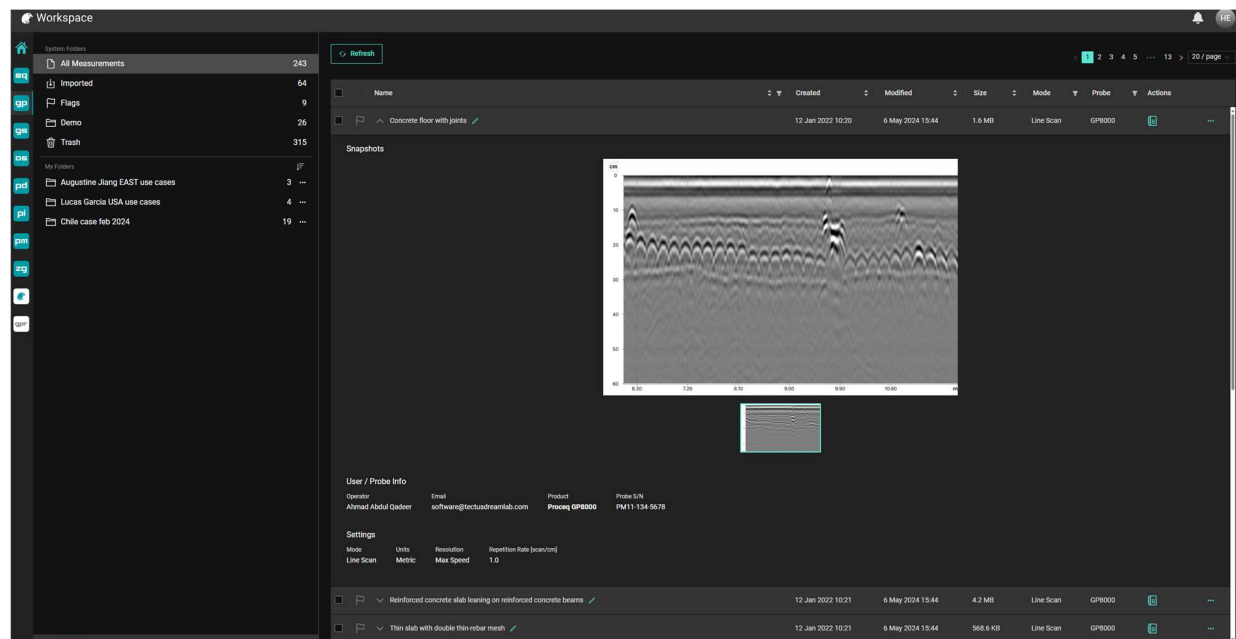 Workspace
HE
System Folders
All Measurements 243
Imported 64
Flags 9
Demo 26
Trash 315
My Folders
Augustine Jiang EAST use cases 3 ...
Lucas Garcia USA use cases 4 ...
Chile case feb 2024 19 ...
eq
gp
gs
os
pd
pl
pm
zg
gpr
Refresh
< 1 2 3 4 5 ... 13 > 20 / page
Name Created Modified Size Mode Probe Actions
Concrete floor with joints 12 Jan 2022 10:20 6 May 2024 15:44 1.6 MB Line Scan GP8000 ...
Snapshots
cm
0
10
20
30
40
50
60
6.30 7.20 8.10 9.00 9.90 10.80 m
User / Probe Info
Operator Email Product Probe S/N
Ahmad Abdul Qadeer software@tectusdreamlab.com Proceq GP8000 PM11-134-5678
Settings
Mode Units Resolution Repetition Rate [scan/cm]
Line Scan Metric Max Speed 1.0
Reinforced concrete slab leaning on reinforced concrete beams 12 Jan 2022 10:21 6 May 2024 15:44 4.2 MB Line Scan GP8000 ...
Thin slab with double thin-rebar mesh 12 Jan 2022 10:21 6 May 2024 15:44 568.6 KB Line Scan GP8000 ...